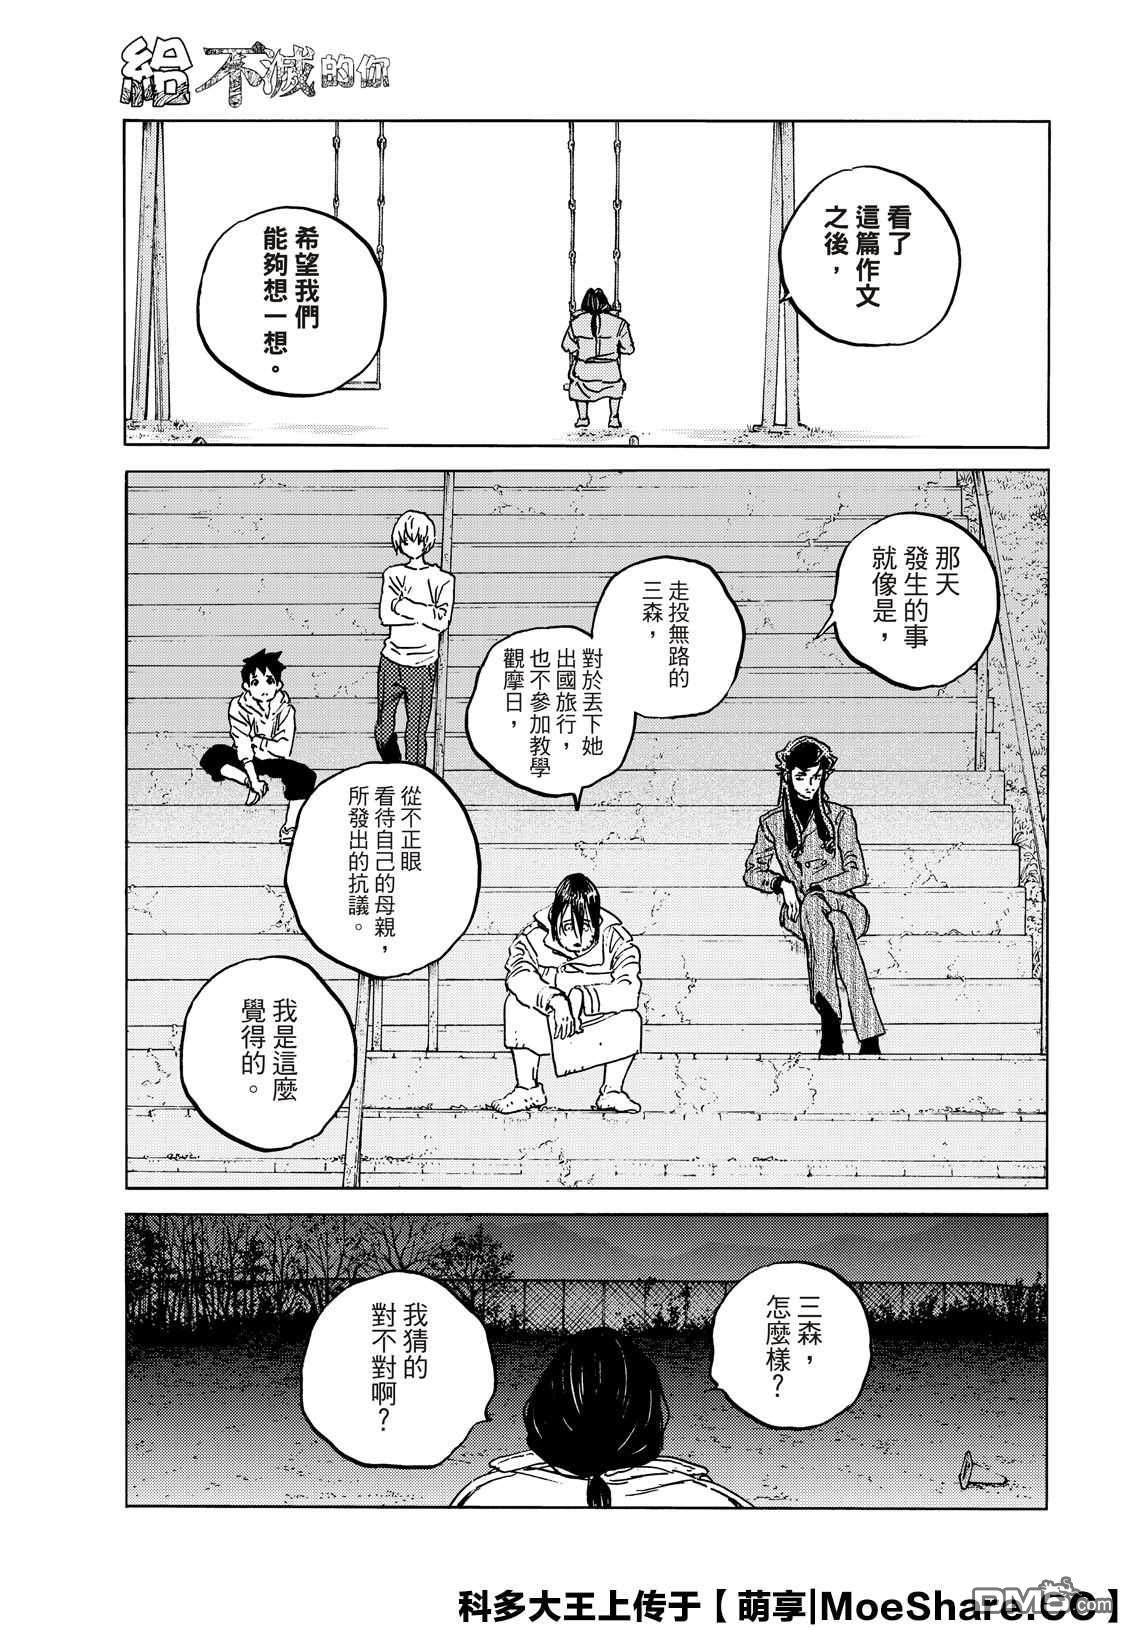 給不滅的你
看了
這篇作文
之後，
希望我們
能夠想一想。
那天
發生的事
就像是，
走投無路的
三森，
對於丟下她
出國旅行，
也不參加教學
觀摩日，
從不正眼
看待自己的母親，
所發出的抗議。
我是這麼
覺得的。
三森，
怎麼樣？
我猜的
對不對啊？
科多大王上传于【萌享|MoeShare.CC】